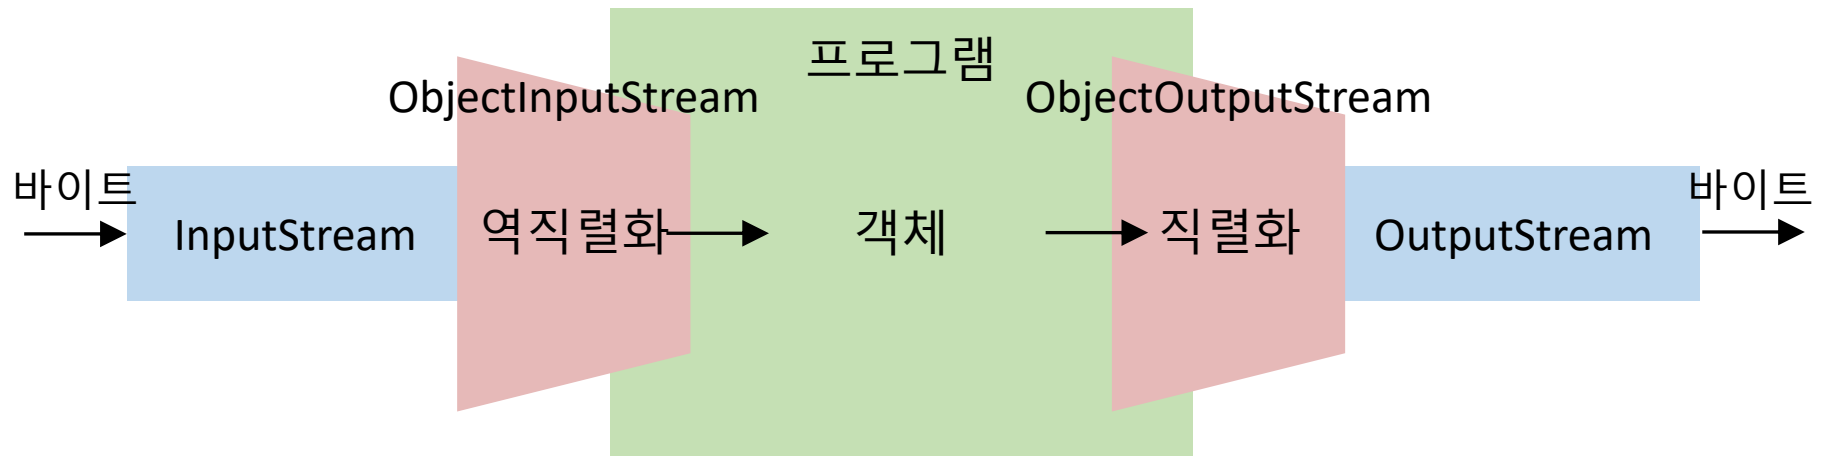 프로그램
ObjectInputStream
ObjectOutputStream
바이트
InputStream
역직렬화
객체
직렬화
OutputStream
바이트